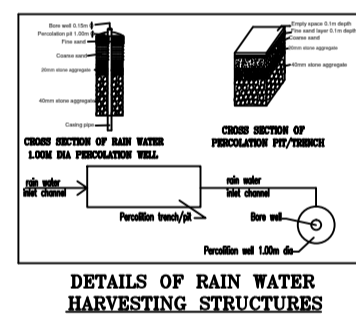 Bore well 0.15m
Percolation pit 1.00m
Fine sand
Coarse sand
20mm stone aggregate
40mm stone aggregate
Casing pipe
CROSS SECTION OF RAIN WATER
1.00M DIA PERCOLATION WELL
Empty space 0.1m depth
Fine sand layer 0.1m depth
Coarse sand
20mm stone aggregate
40mm stone aggregate
CROSS SECTION OF
PERCOLATION PIT/TRENCH
rain water
inlet channel
Percolition trench/pit
rain water
inlet channel
Bore well
Percolition well 1.00m dia
DETAILS OF RAIN WATER
HARVESTING STRUCTURES